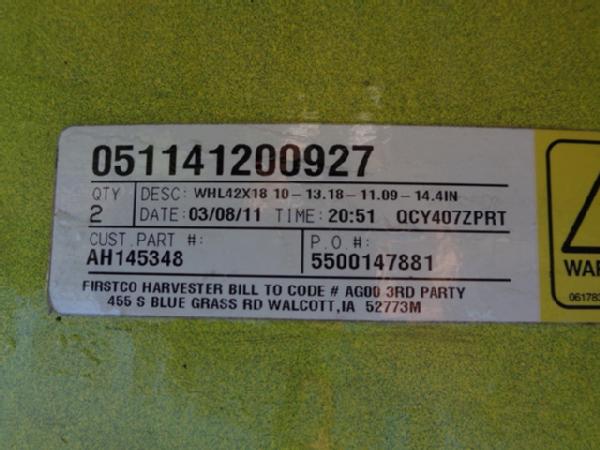 051141200927
QTY DESC: WHL42X18 10- 13.18- 11.09- 14.4IN
2 DATE: 03/08/11 TIME: 20:51 QCY407ZPRT
CUST. PART #: P.O.#:
AH145348 5500147881
FIRSTCO HARVESTER BILL TO CODE # AG00 3RD PARTY
455 S BLUE GRASS RD WALCOTT,IA 52773M
WAR
061783